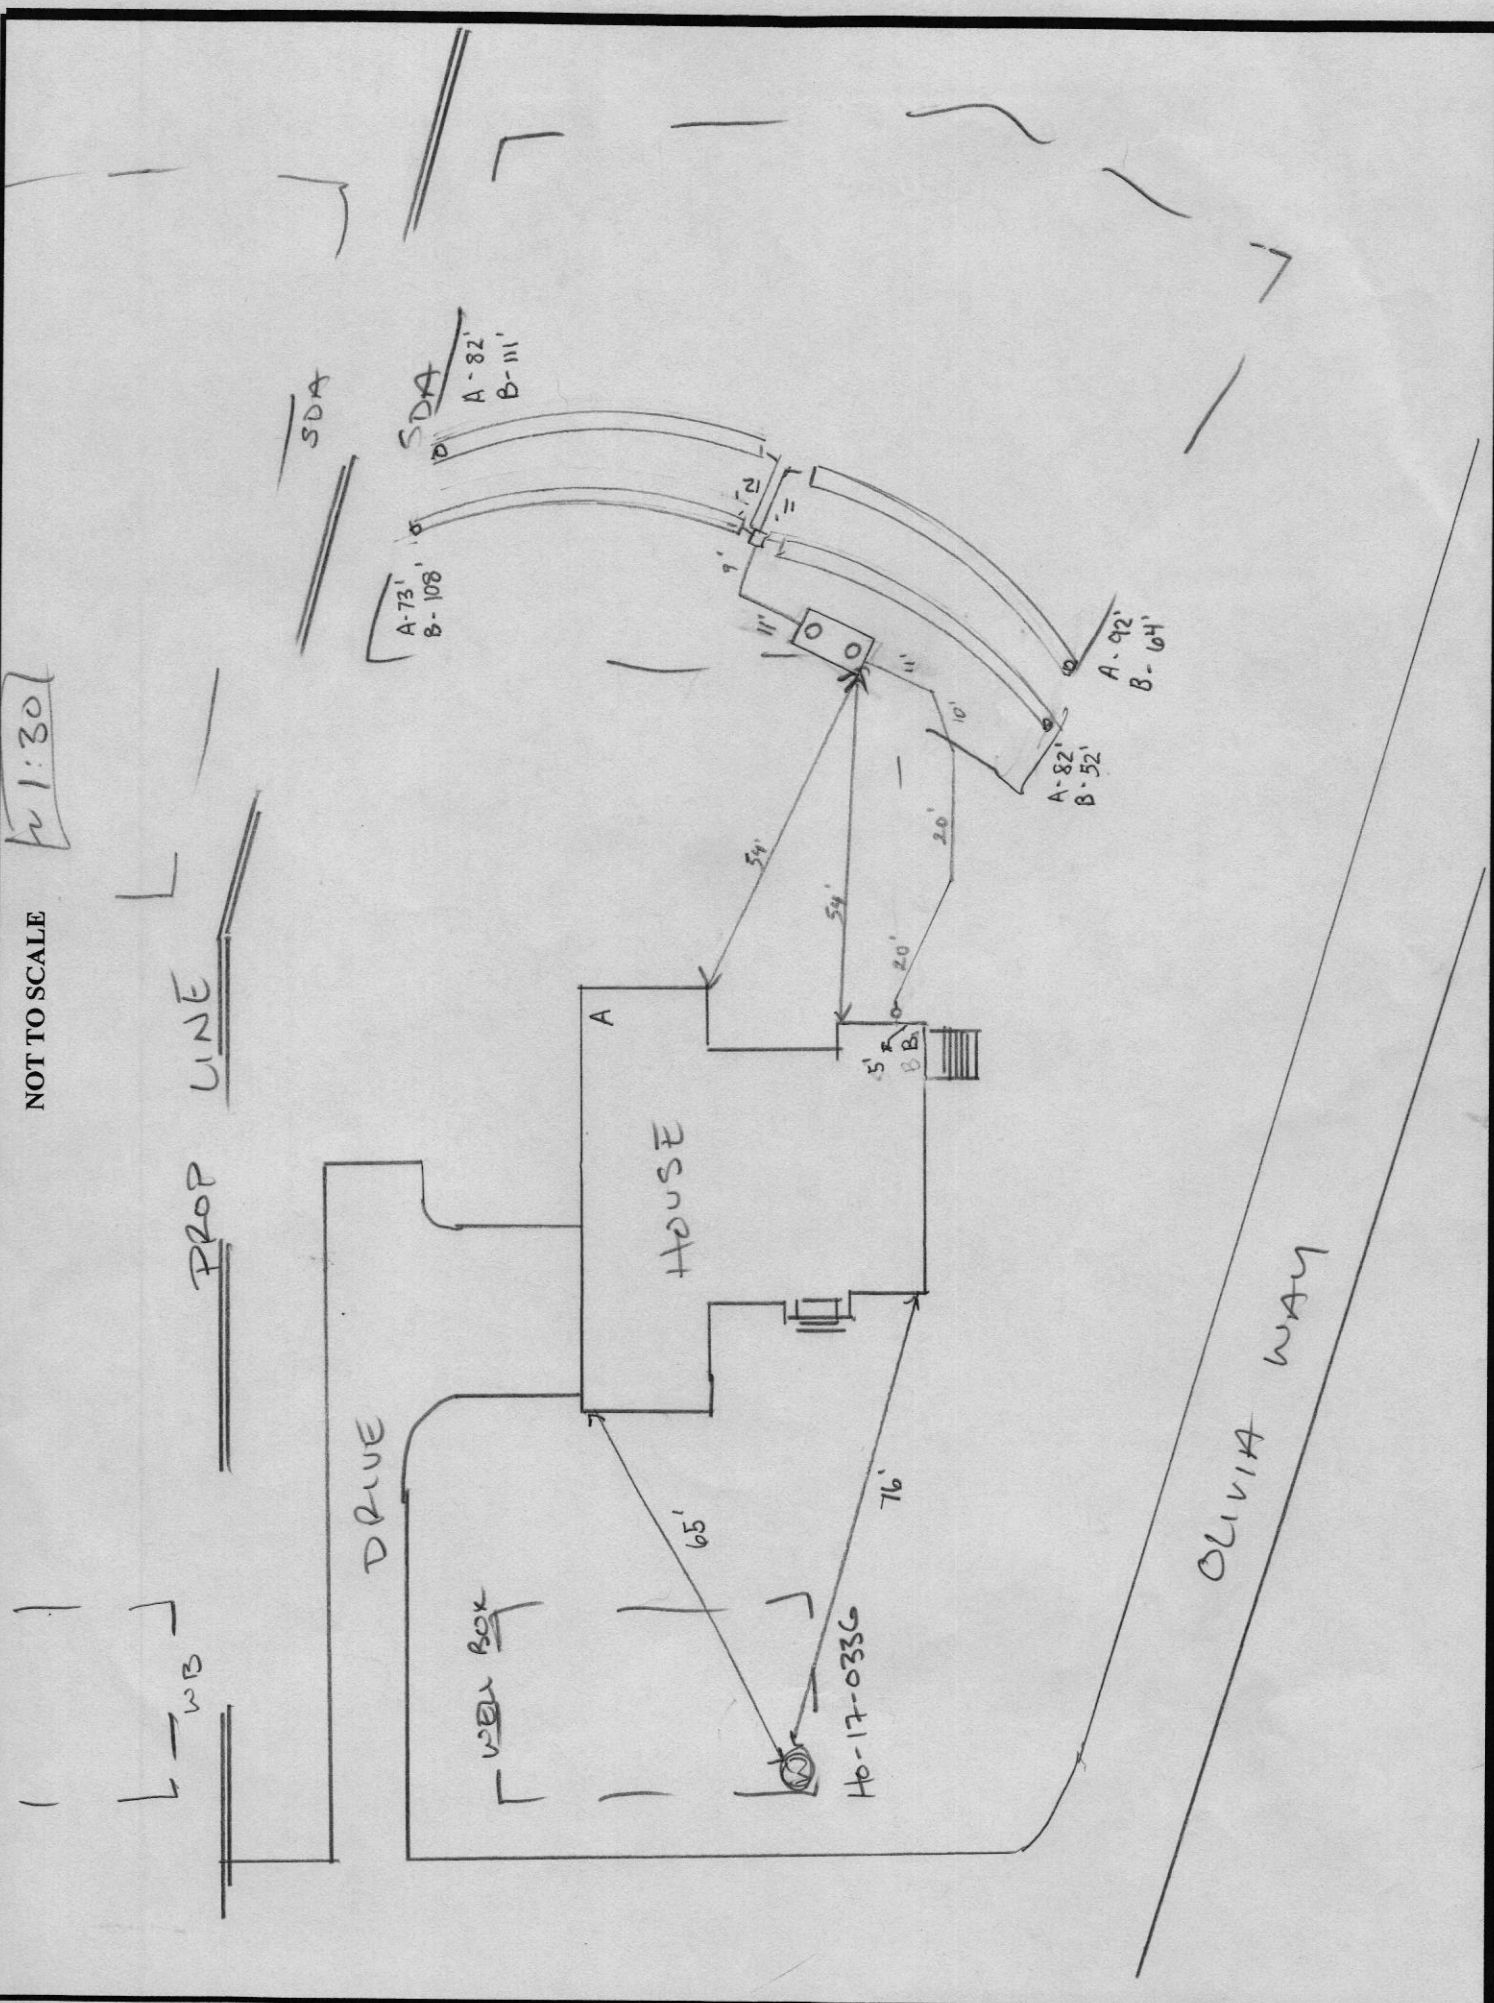 NOT TO SCALE
~ 1:30
PROP LINE
SDA
SDA
A - 82'
B - 111'
A - 73'
B - 108'
12'
11'
9'
11'
11'
10'
20'
20'
54'
54'
A - 92'
B - 64'
A - 82'
B - 52'
A
5'
B
B
HOUSE
DRIVE
65'
76'
WELL BOX
WB
W
HO-17-0336
OLIVIA WAY